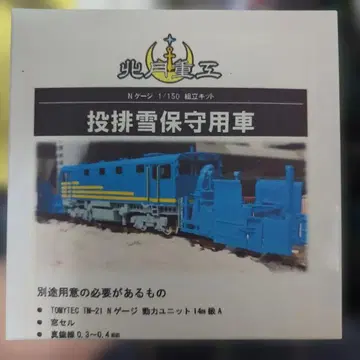 北月重工
Nゲージ 1/150 組立キット
投排雪保守用車
別途用意の必要があるもの
● TOMYTEC TM-21 Nゲージ 動力ユニット14m級A
● 窓セル
● 真鍮線0.3~0.4mm